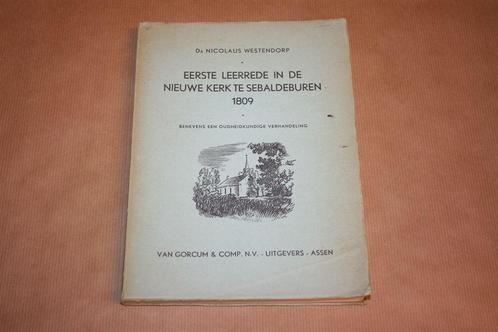 Ds NICOLAUS WESTENDORP
EERSTE LEERREDE IN DE
NIEUWE KERK TE SEBALDEBUREN
1809
BENEVENS EEN OUDHEIDKUNDIGE VERHANDELING
VAN GORCUM & COMP. N.V. - UITGEVERS - ASSEN